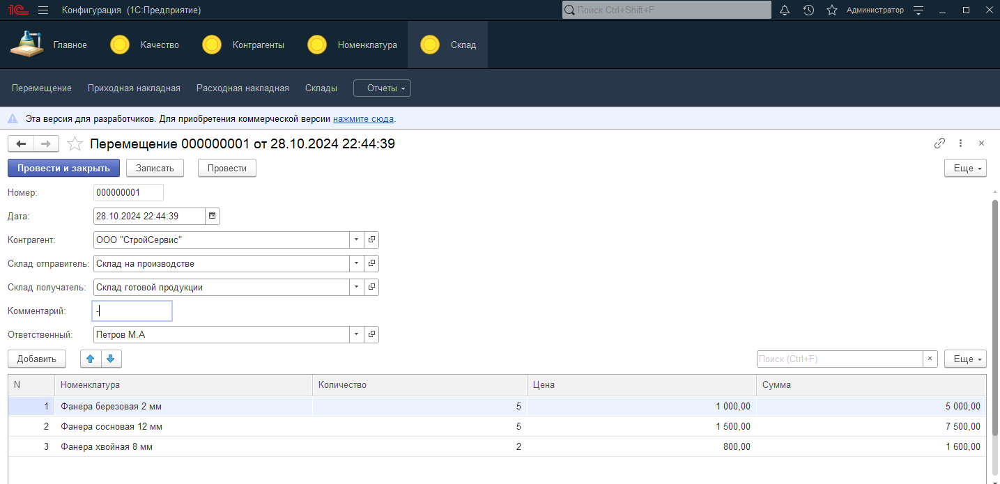 1С Конфигурация (1С:Предприятие) Поиск Ctrl+Shift+F Администратор
Главное Качество Контрагенты Номенклатура Склад
Перемещение Приходная накладная Расходная накладная Склады Отчеты
Эта версия для разработчиков. Для приобретения коммерческой версии нажмите сюда.
Перемещение 000000001 от 28.10.2024 22:44:39
Провести и закрыть Записать Провести Еще
Номер: 000000001
Дата: 28.10.2024 22:44:39
Контрагент: ООО "СтройСервис"
Склад отправитель: Склад на производстве
Склад получатель: Склад готовой продукции
Комментарий: -
Ответственный: Петров М.А
Добавить Поиск (Ctrl+F) × Еще
N Номенклатура Количество Цена Сумма
1 Фанера березовая 2 мм 5 1 000,00 5 000,00
2 Фанера сосновая 12 мм 5 1 500,00 7 500,00
3 Фанера хвойная 8 мм 2 800,00 1 600,00